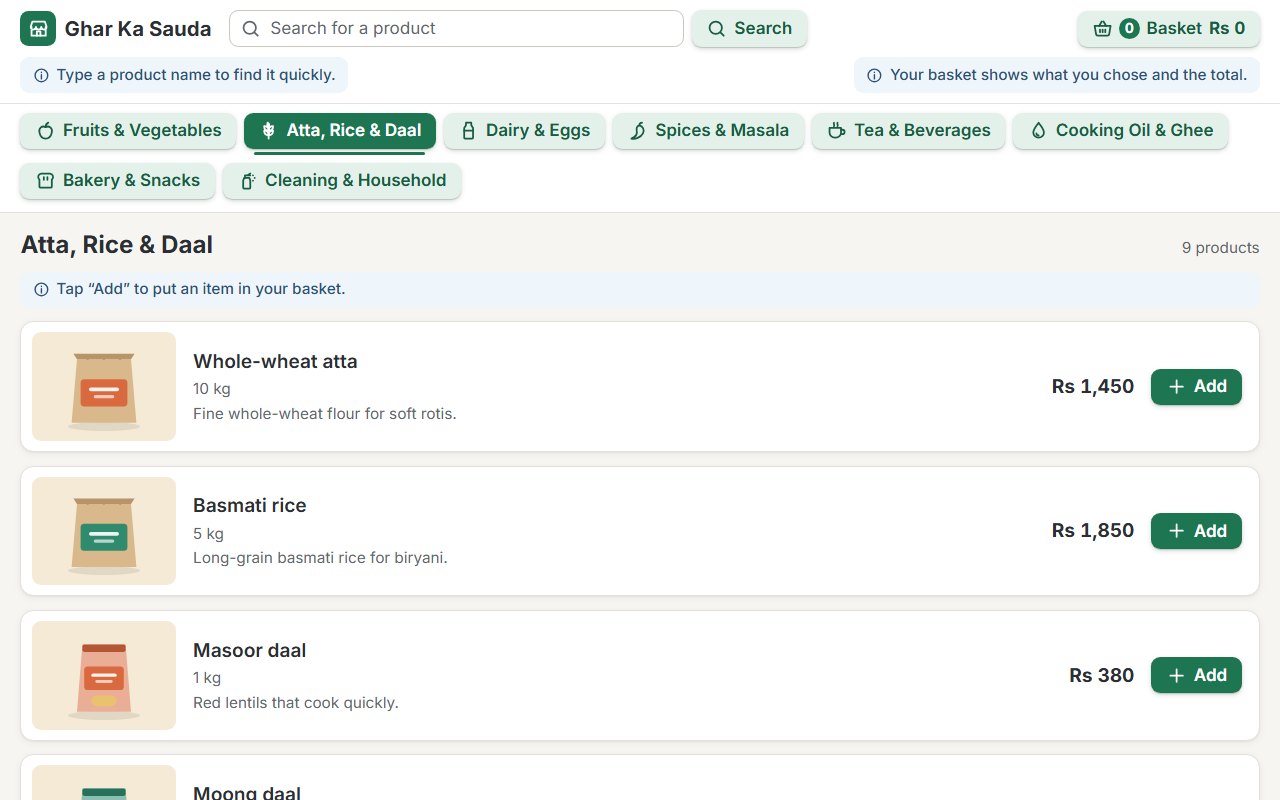 Ghar Ka Sauda
Search for a product
Search
0 Basket Rs 0
Type a product name to find it quickly.
Your basket shows what you chose and the total.
Fruits & Vegetables
Atta, Rice & Daal
Dairy & Eggs
Spices & Masala
Tea & Beverages
Cooking Oil & Ghee
Bakery & Snacks
Cleaning & Household
Atta, Rice & Daal
9 products
Tap “Add” to put an item in your basket.
Whole-wheat atta
10 kg
Fine whole-wheat flour for soft rotis.
Rs 1,450
Add
Basmati rice
5 kg
Long-grain basmati rice for biryani.
Rs 1,850
Add
Masoor daal
1 kg
Red lentils that cook quickly.
Rs 380
Add
Moong daal